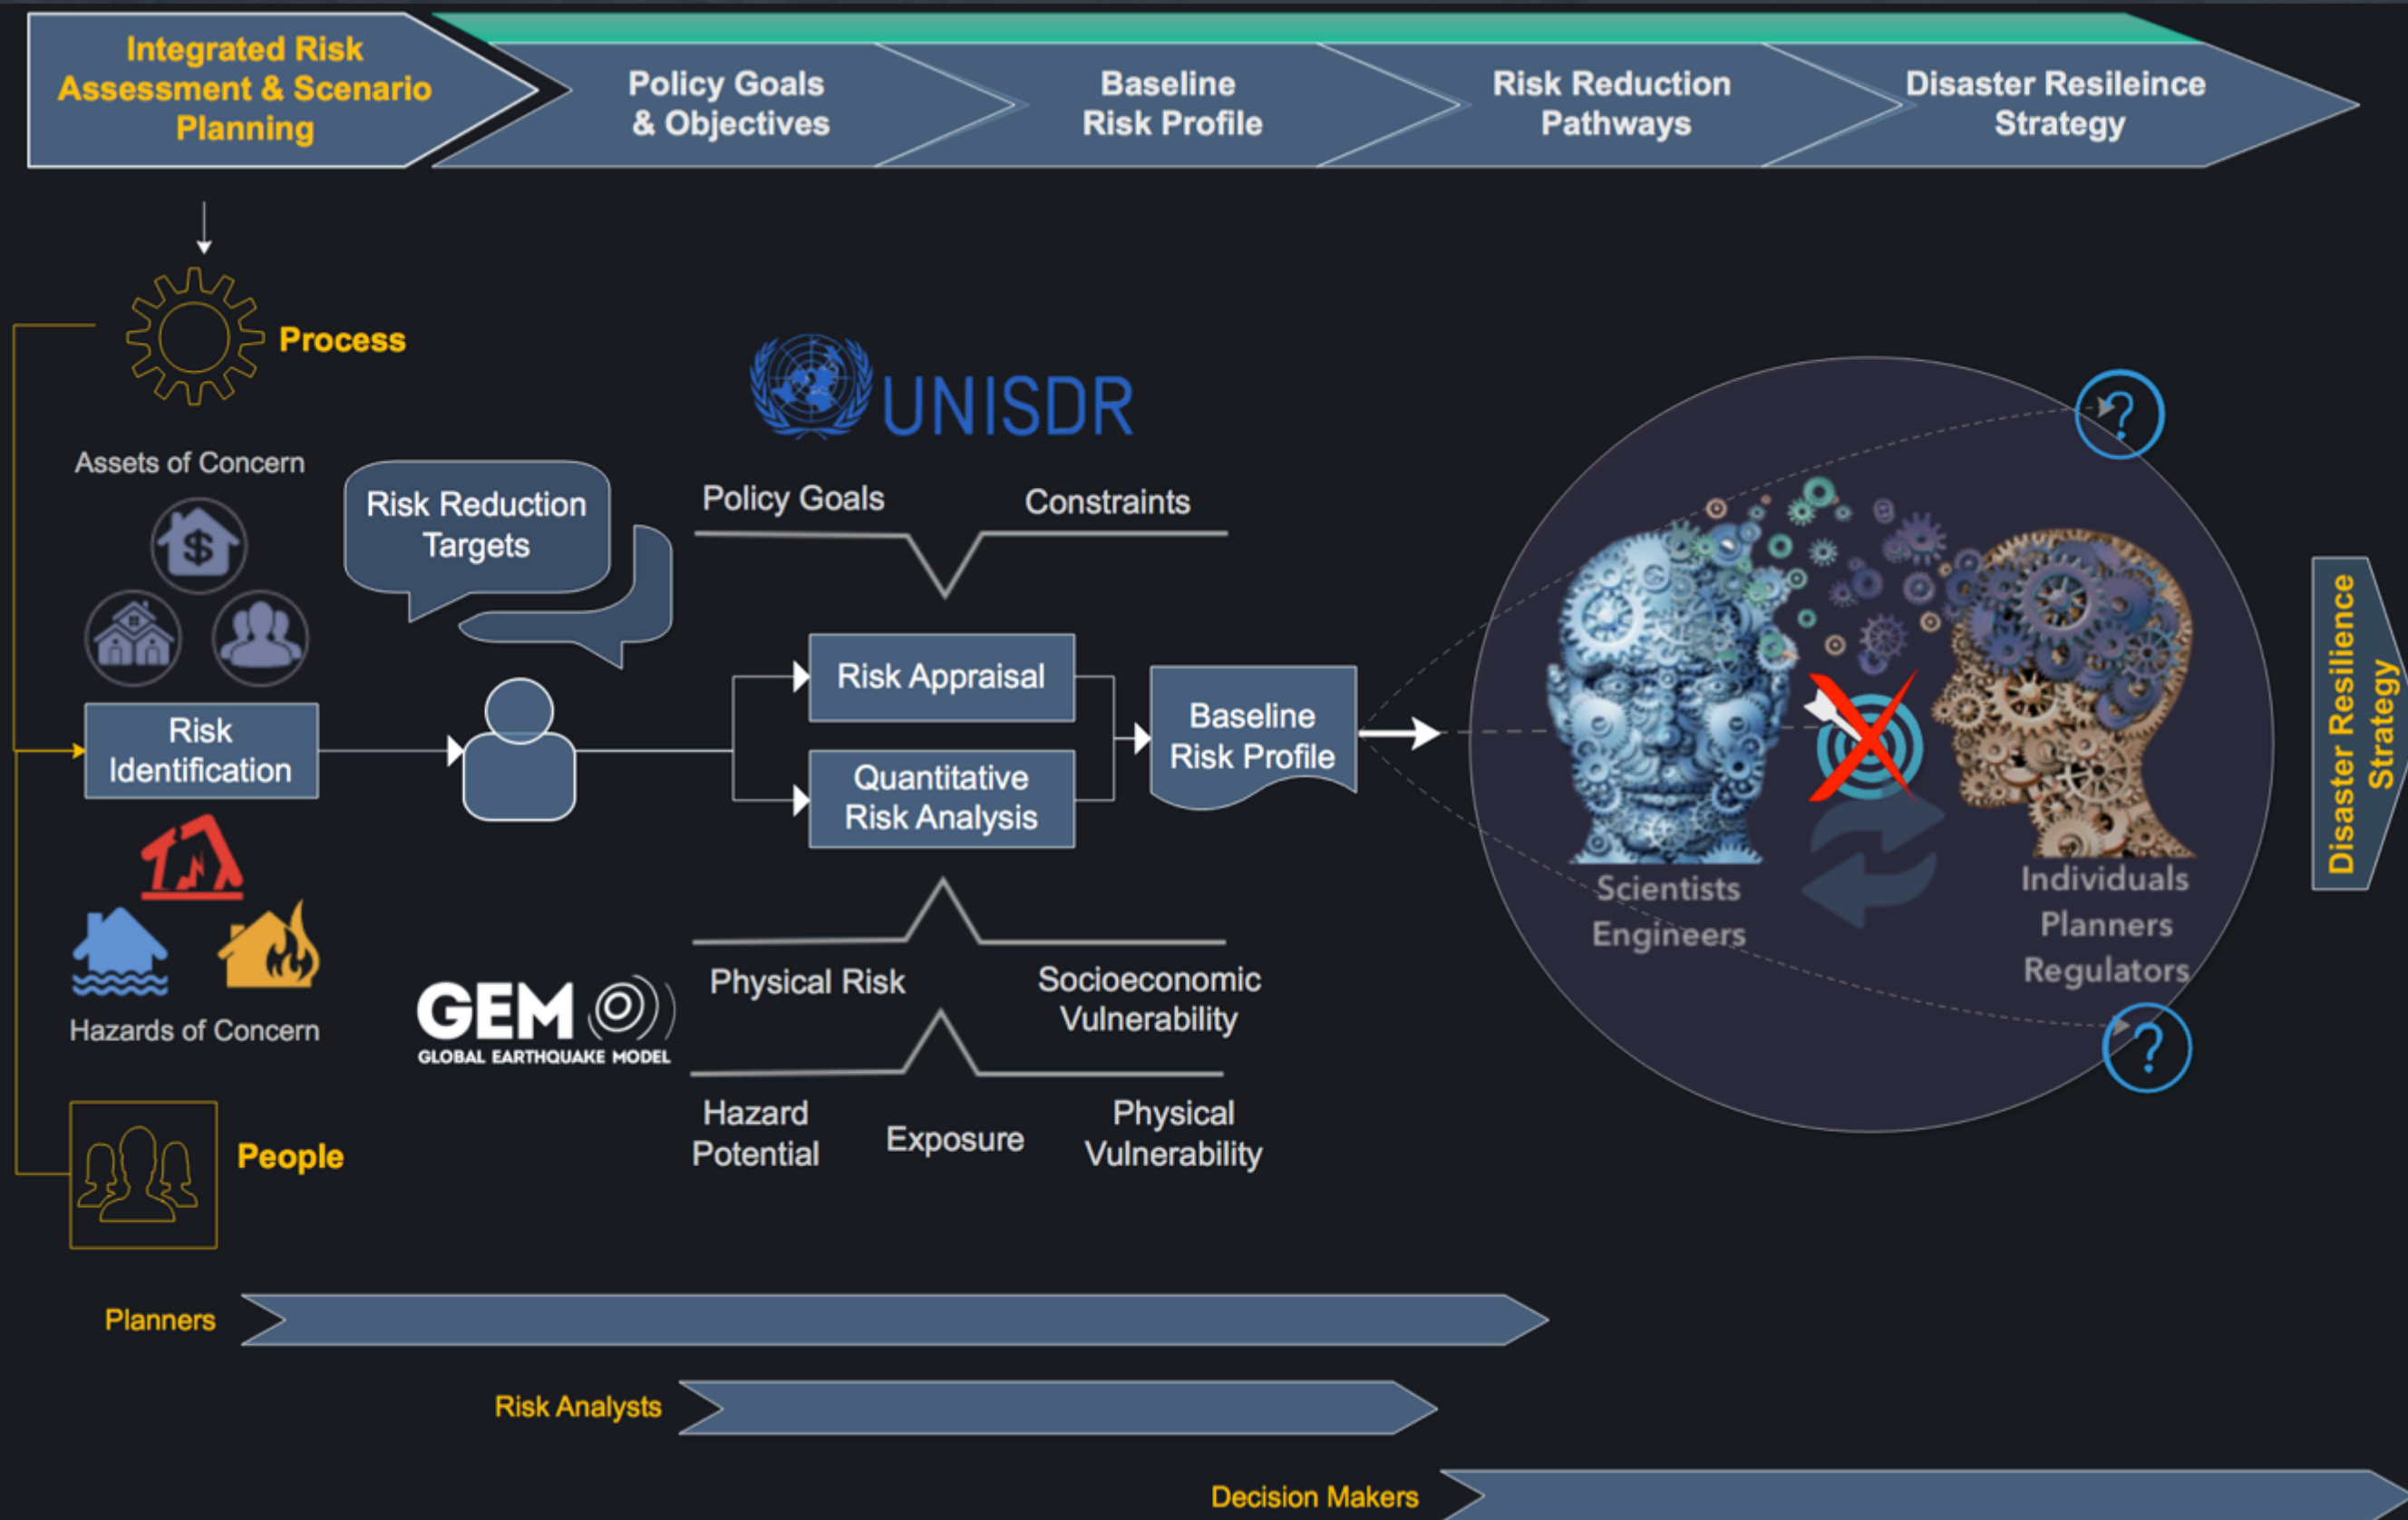 Integrated Risk
Assessment & Scenario
Planning
Policy Goals
& Objectives
Baseline
Risk Profile
Risk Reduction
Pathways
Disaster Resileince
Strategy
Process
Assets of Concern
$
Risk
Identification
Hazards of Concern
People
Risk Reduction
Targets
UNISDR
Policy Goals
Constraints
Risk Appraisal
Quantitative
Risk Analysis
Baseline
Risk Profile
Physical Risk
Socioeconomic
Vulnerability
GEM
GLOBAL EARTHQUAKE MODEL
Hazard
Potential
Exposure
Physical
Vulnerability
?
Scientists
Engineers
Individuals
Planners
Regulators
?
Disaster Resilience
Strategy
Planners
Risk Analysts
Decision Makers